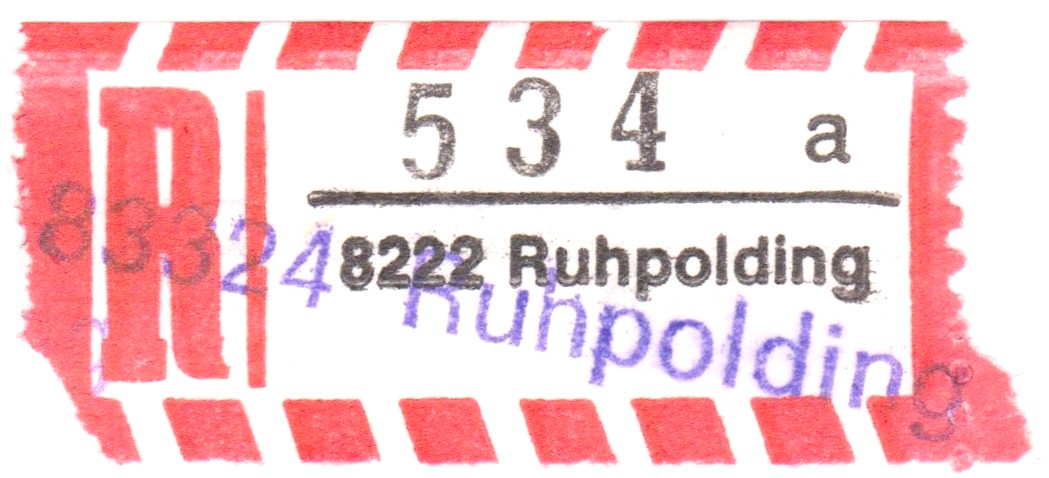 R
534 a
8222 Ruhpolding
83324 Ruhpolding